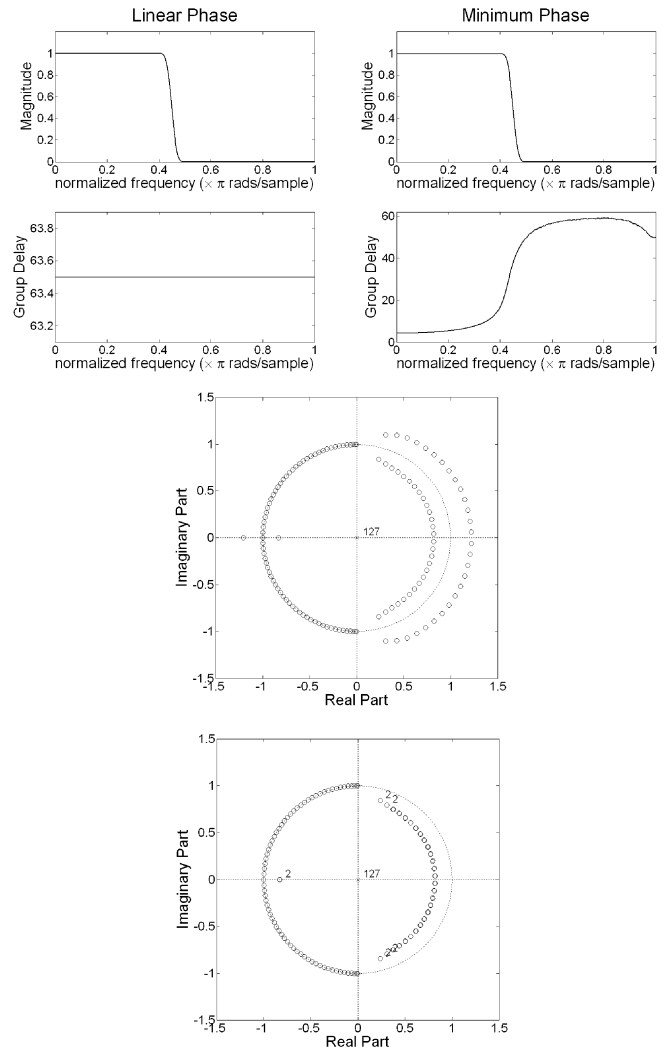 Linear Phase
Minimum Phase
Magnitude
1
0.8
0.6
0.4
0.2
0
0 0.2 0.4 0.6 0.8 1
normalized frequency (× π rads/sample)
Magnitude
1
0.8
0.6
0.4
0.2
0
0 0.2 0.4 0.6 0.8 1
normalized frequency (× π rads/sample)
Group Delay
63.8
63.6
63.4
63.2
0 0.2 0.4 0.6 0.8 1
normalized frequency (× π rads/sample)
Group Delay
60
40
20
0
0 0.2 0.4 0.6 0.8 1
normalized frequency (× π rads/sample)
Imaginary Part
1.5
1
0.5
0
-0.5
-1
-1.5
127
-1.5 -1 -0.5 0 0.5 1 1.5
Real Part
Imaginary Part
1.5
1
0.5
0
-0.5
-1
-1.5
2
2
2
127
2
2
-1.5 -1 -0.5 0 0.5 1 1.5
Real Part